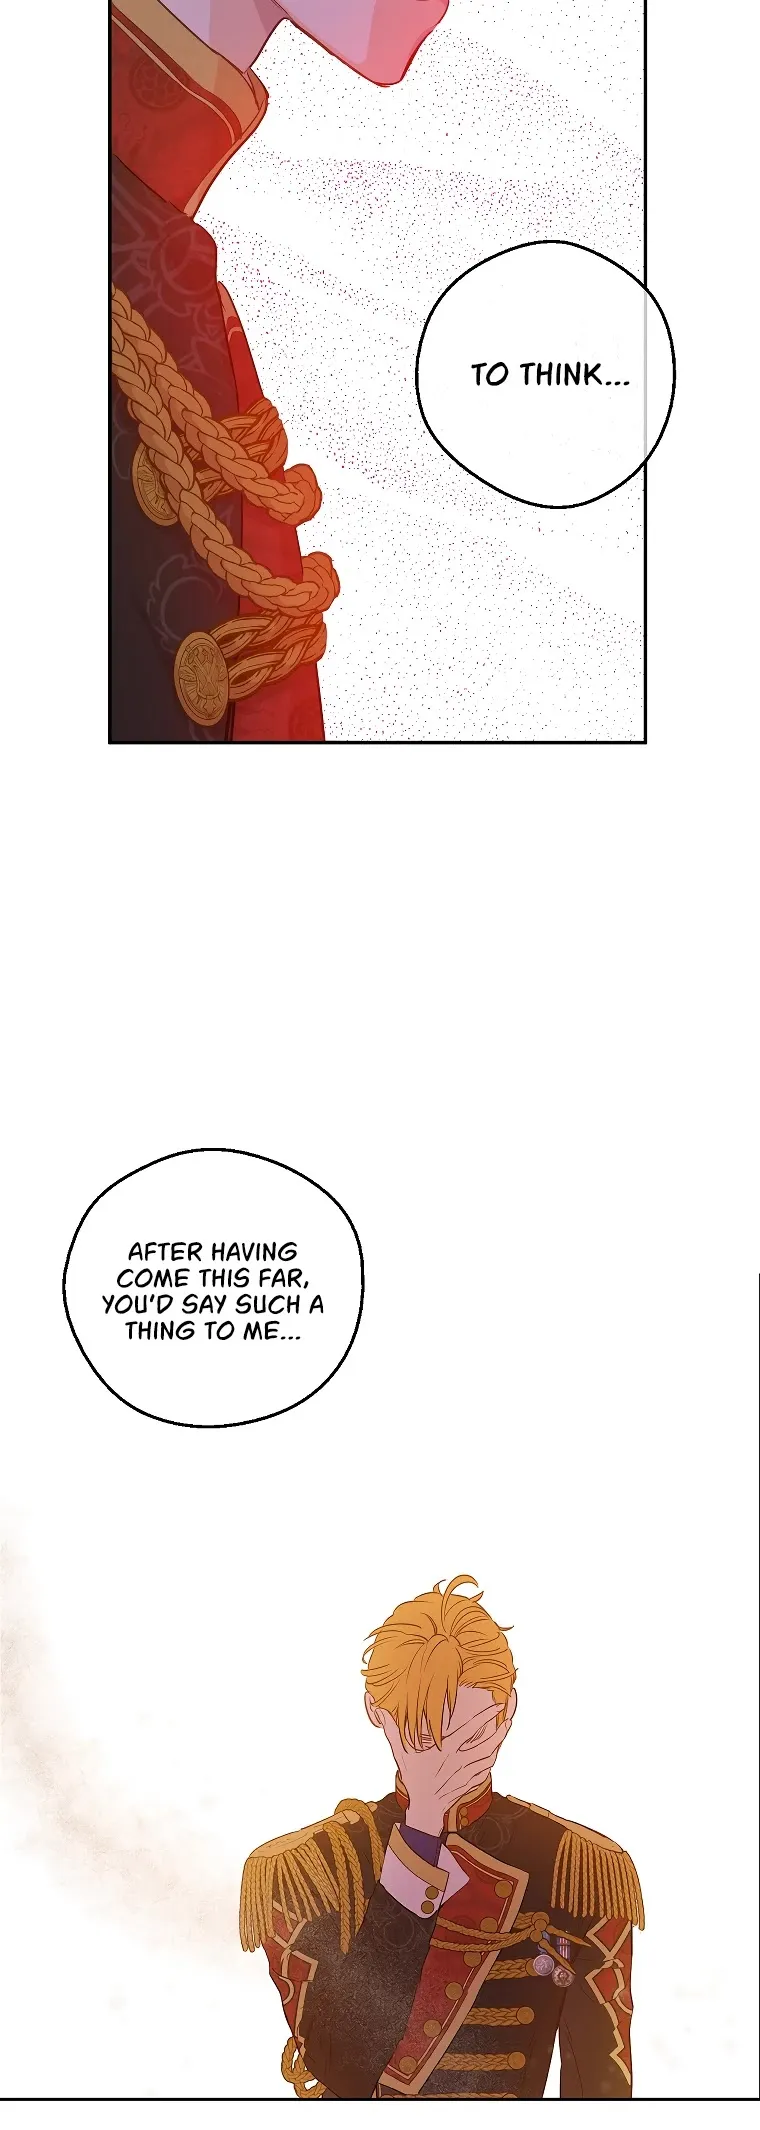 TO THINK...
AFTER HAVING
COME THIS FAR,
YOU'D SAY SUCH A
THING TO ME...